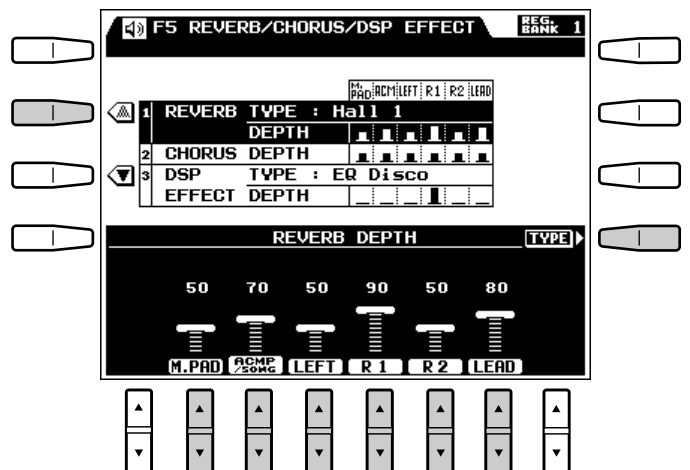 F5 REVERB/CHORUS/DSP EFFECT REG. BANK 1
M. PAD ACM LEFT R1 R2 LEAD
1 REVERB TYPE : Hall 1
DEPTH
2 CHORUS DEPTH
3 DSP TYPE : EQ Disco
EFFECT DEPTH
REVERB DEPTH TYPE
50 70 50 90 50 80
M.PAD ACMP/SONG LEFT R 1 R 2 LEAD